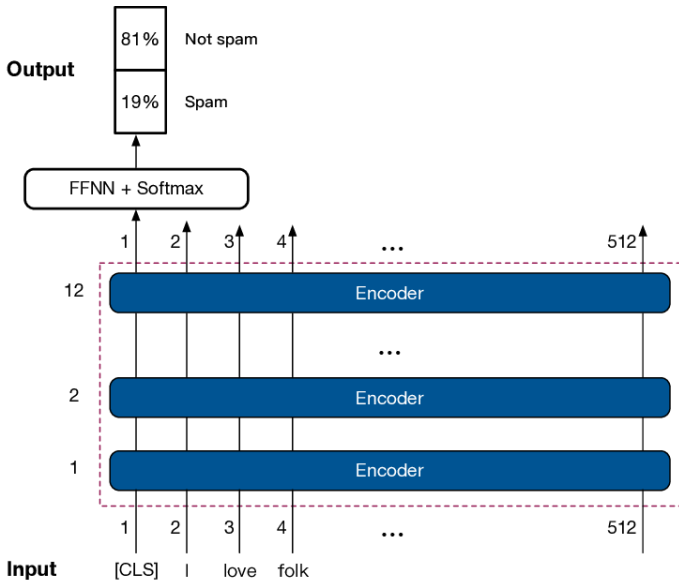 81% Not spam
Output
19% Spam
FFNN + Softmax
1 2 3 4 ... 512
12 Encoder
...
2 Encoder
1 Encoder
1 2 3 4 ... 512
Input [CLS] I love folk